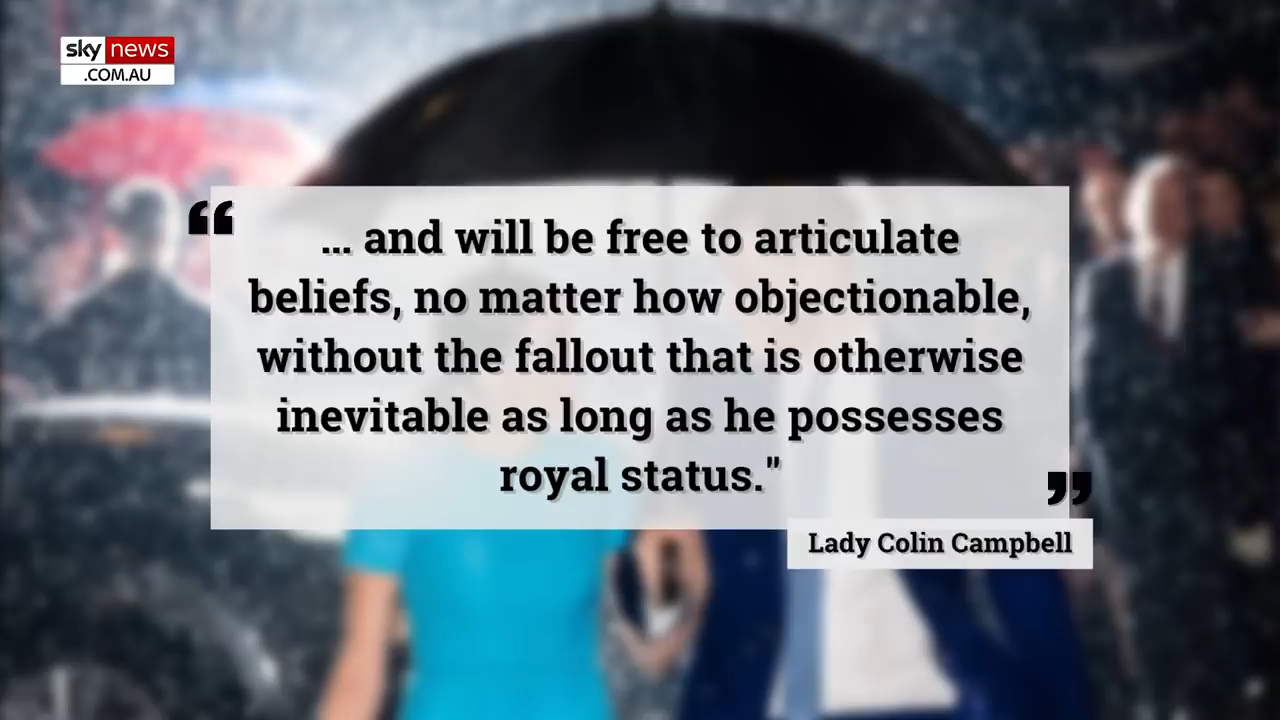 sky news
.COM.AU
“
... and will be free to articulate
beliefs, no matter how objectionable,
without the fallout that is otherwise
inevitable as long as he possesses
royal status."
”
Lady Colin Campbell